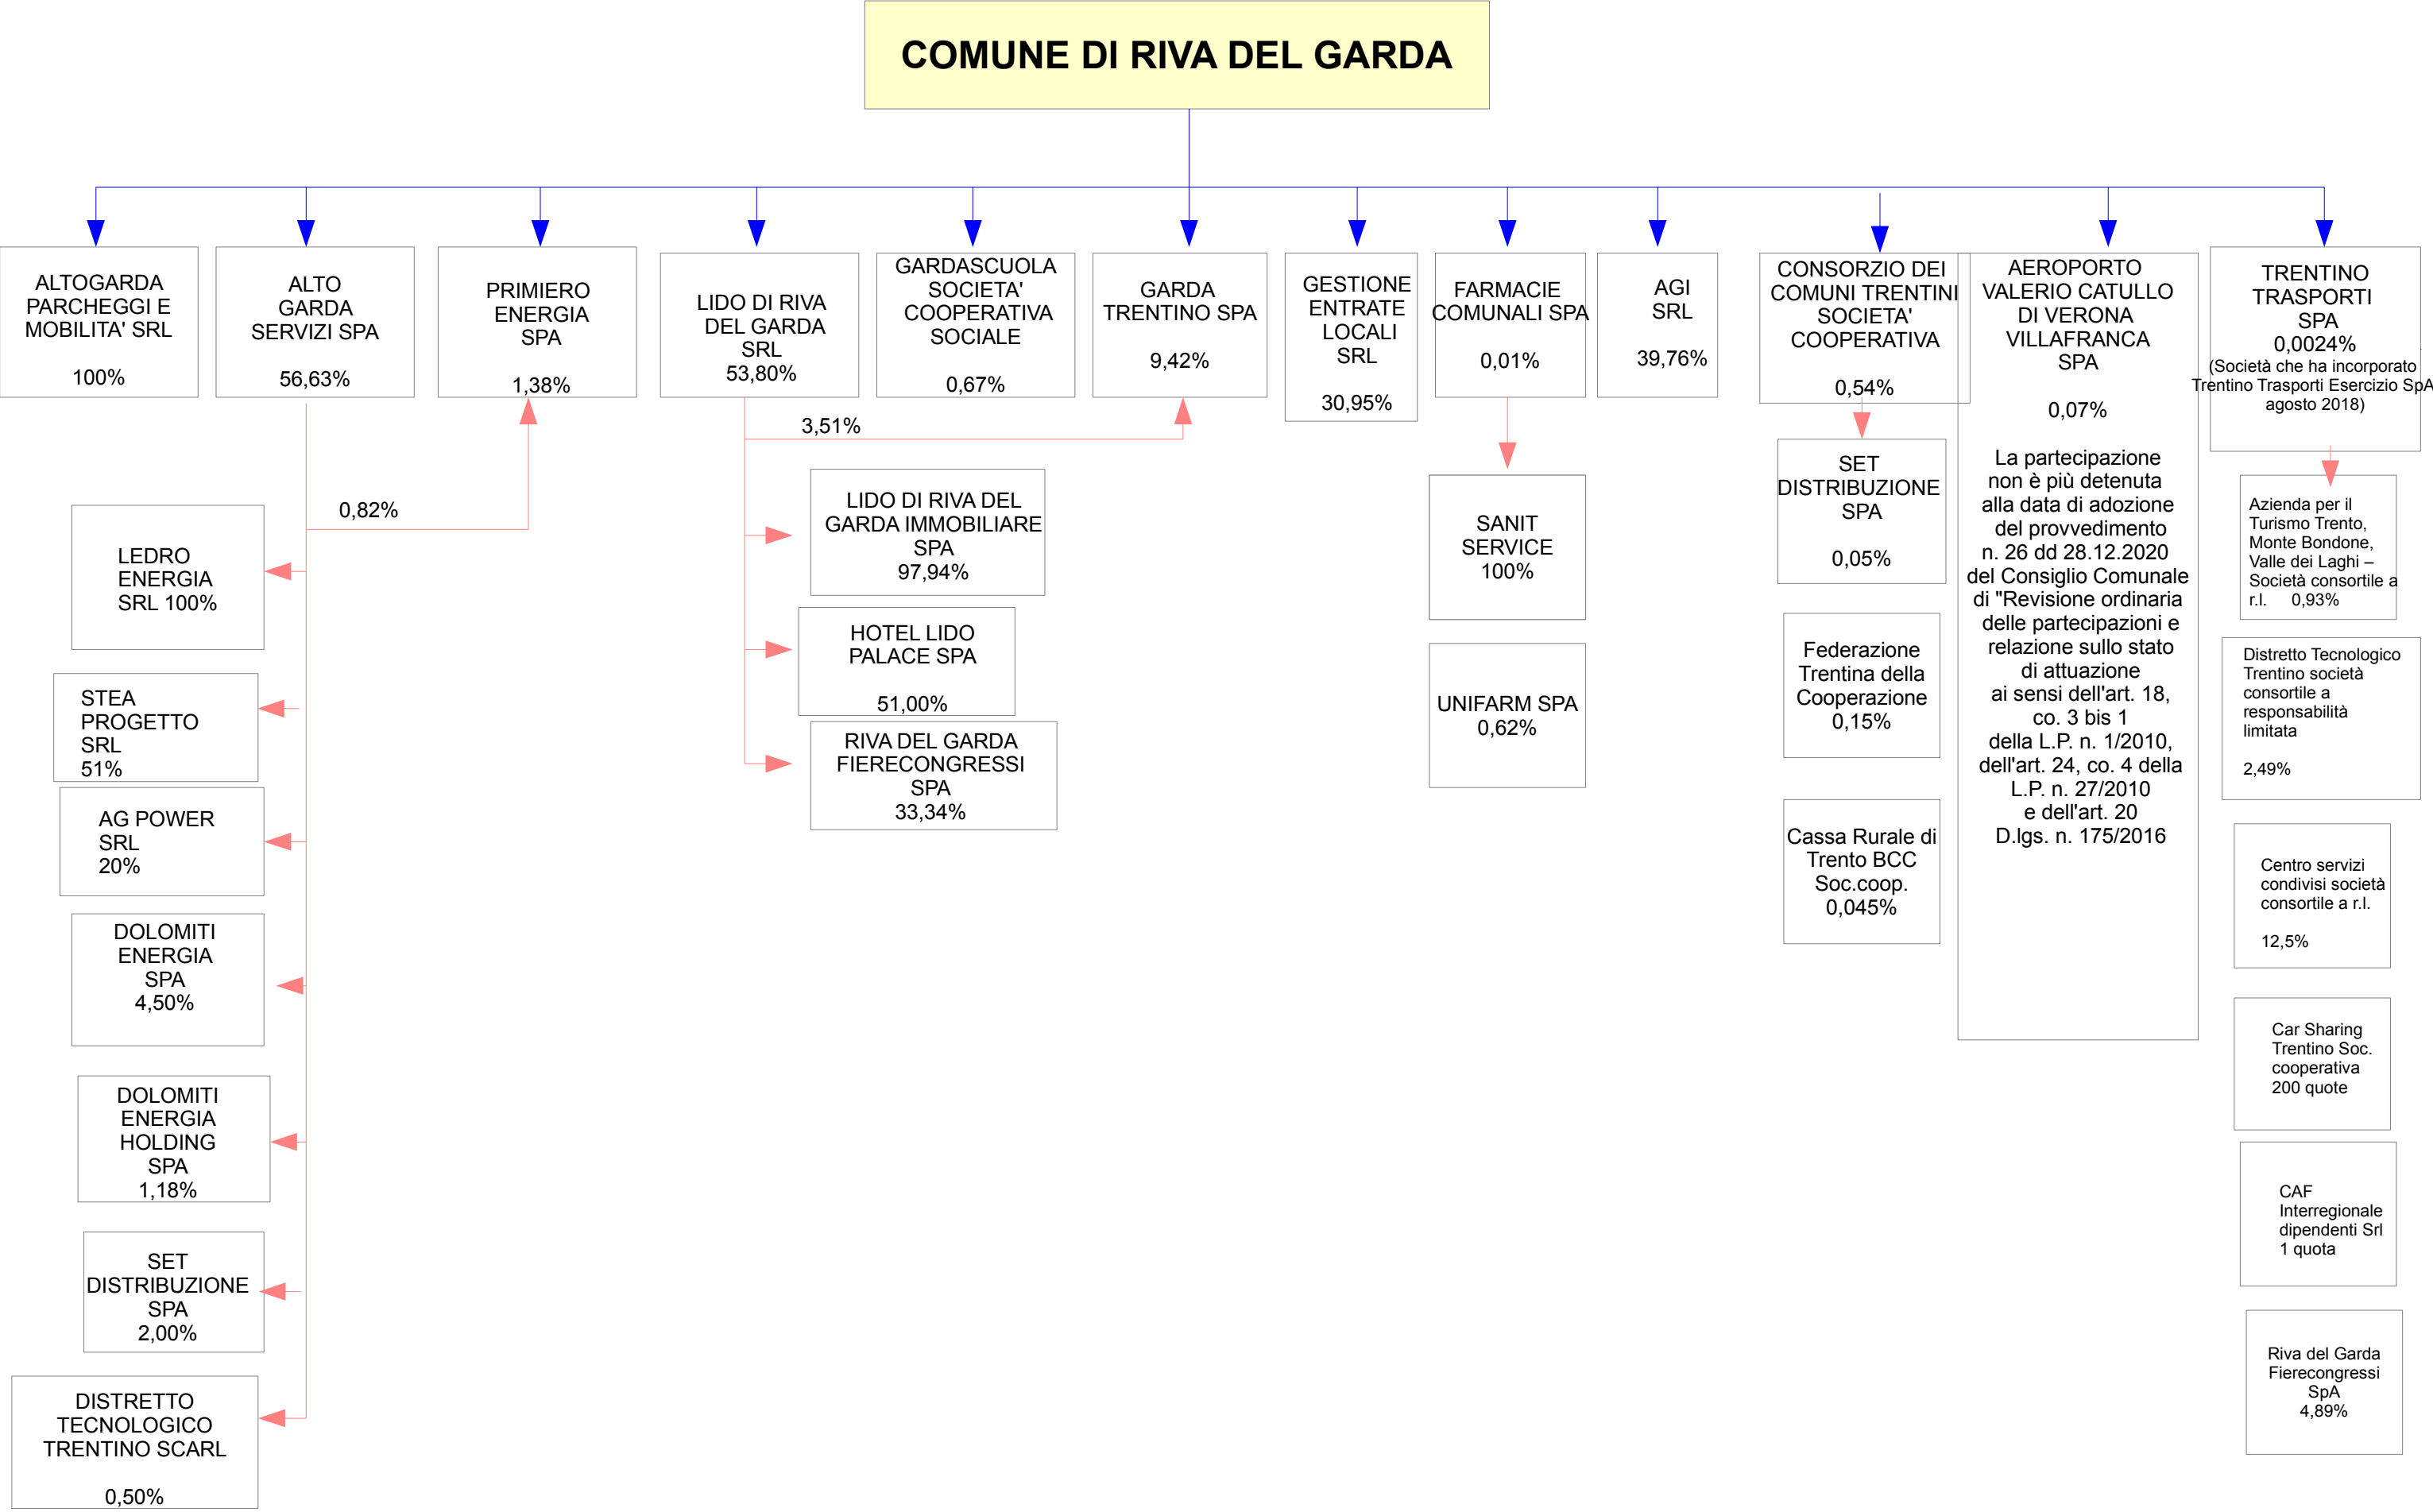 COMUNE DI RIVA DEL GARDA
ALTOGARDA
PARCHEGGI E
MOBILITA' SRL
100%
ALTO
GARDA
SERVIZI SPA
56,63%
PRIMIERO
ENERGIA
SPA
1,38%
LIDO DI RIVA
DEL GARDA
SRL
53,80%
GARDASCUOLA
SOCIETA'
COOPERATIVA
SOCIALE
0,67%
GARDA
TRENTINO SPA
9,42%
GESTIONE
ENTRATE
LOCALI
SRL
30,95%
FARMACIE
COMUNALI SPA
0,01%
AGI
SRL
39,76%
CONSORZIO DEI
COMUNI TRENTINI
SOCIETA'
COOPERATIVA
0,54%
AEROPORTO
VALERIO CATULLO
DI VERONA
VILLAFRANCA
SPA
0,07%
La partecipazione
non è più detenuta
alla data di adozione
del provvedimento
n. 26 dd 28.12.2020
del Consiglio Comunale
di "Revisione ordinaria
delle partecipazioni e
relazione sullo stato
di attuazione
ai sensi dell'art. 18,
co. 3 bis 1
della L.P. n. 1/2010,
dell'art. 24, co. 4 della
L.P. n. 27/2010
e dell'art. 20
D.lgs. n. 175/2016
TRENTINO
TRASPORTI
SPA
0,0024%
(Società che ha incorporato
Trentino Trasporti Esercizio SpA
agosto 2018)
0,82%
LEDRO
ENERGIA
SRL 100%
STEA
PROGETTO
SRL
51%
AG POWER
SRL
20%
DOLOMITI
ENERGIA
SPA
4,50%
DOLOMITI
ENERGIA
HOLDING
SPA
1,18%
SET
DISTRIBUZIONE
SPA
2,00%
DISTRETTO
TECNOLOGICO
TRENTINO SCARL
0,50%
3,51%
LIDO DI RIVA DEL
GARDA IMMOBILIARE
SPA
97,94%
HOTEL LIDO
PALACE SPA
51,00%
RIVA DEL GARDA
FIERECONGRESSI
SPA
33,34%
SANIT
SERVICE
100%
UNIFARM SPA
0,62%
SET
DISTRIBUZIONE
SPA
0,05%
Federazione
Trentina della
Cooperazione
0,15%
Cassa Rurale di
Trento BCC
Soc.coop.
0,045%
Azienda per il
Turismo Trento,
Monte Bondone,
Valle dei Laghi –
Società consortile a
r.l. 0,93%
Distretto Tecnologico
Trentino società
consortile a
responsabilità
limitata
2,49%
Centro servizi
condivisi società
consortile a r.l.
12,5%
Car Sharing
Trentino Soc.
cooperativa
200 quote
CAF
Interregionale
dipendenti Srl
1 quota
Riva del Garda
Fierecongressi
SpA
4,89%